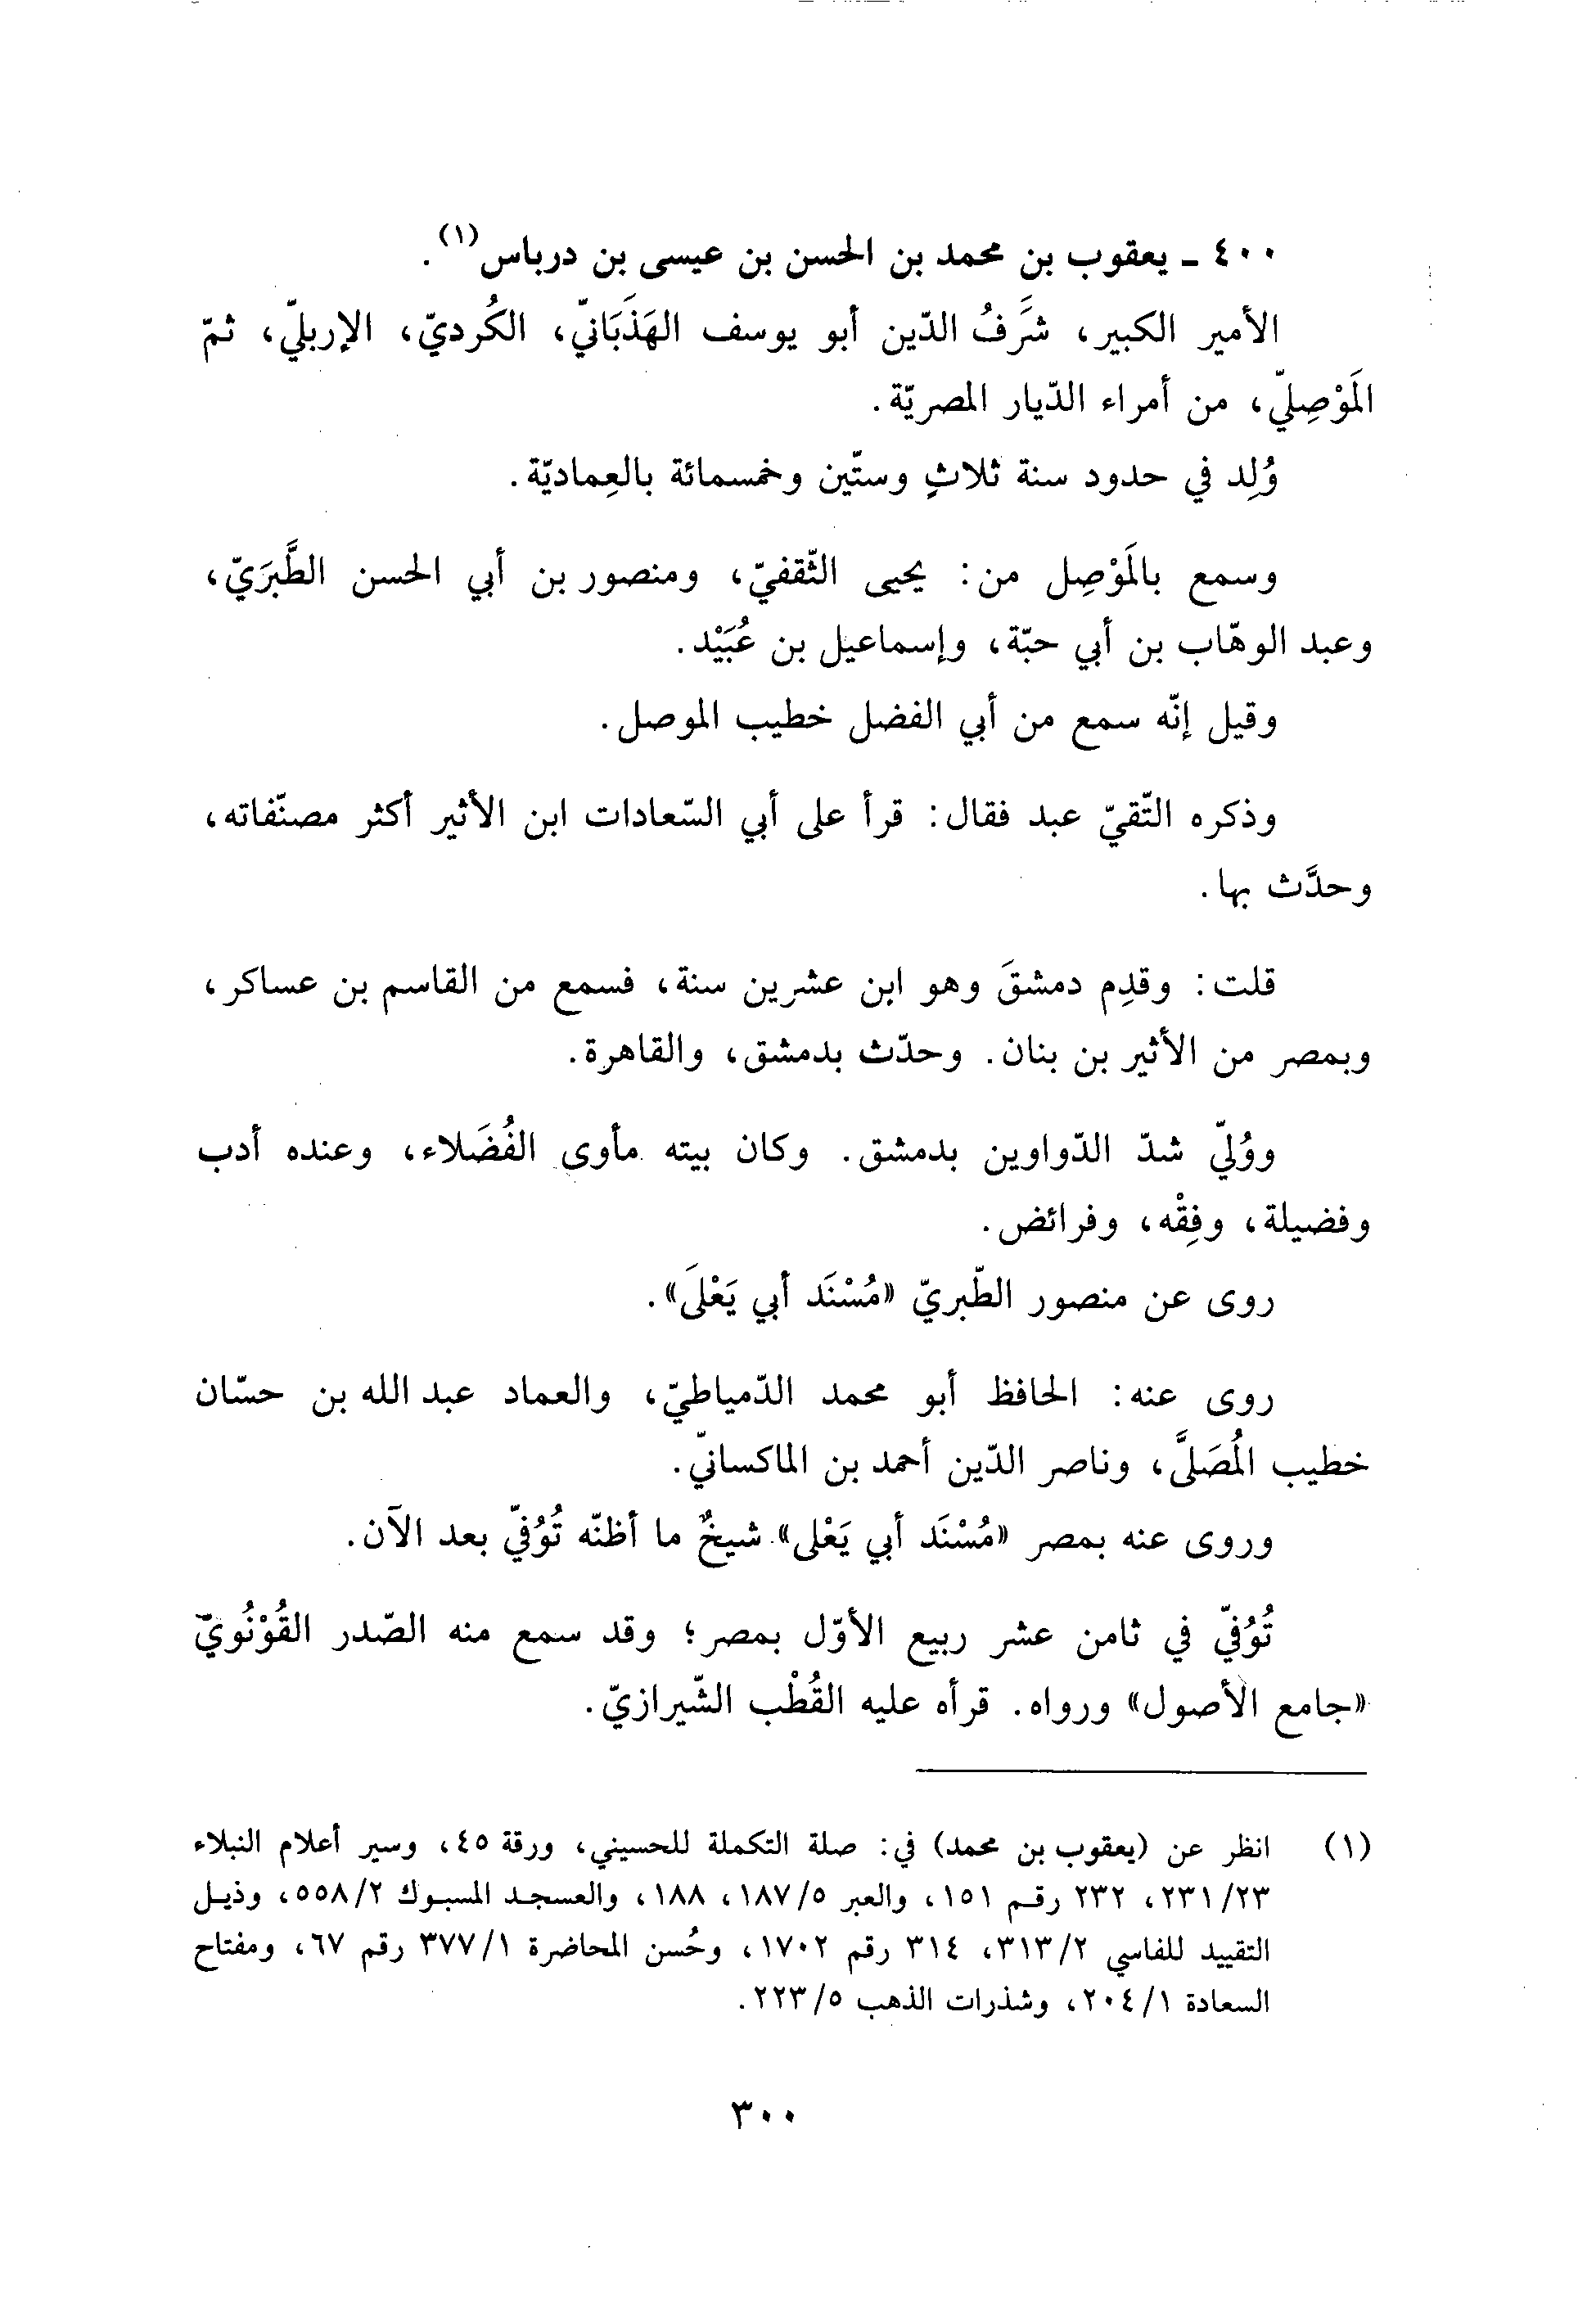 ٤٠٠ ـ يعقوب بن محمد بن الحسن بن عيسى بن درباس(١).
الأمير الكبير، شَرَفُ الدّين أبو يوسف الهَذَبَانيّ، الكُرديّ، الإربليّ، ثمّ
المَوْصِليّ، من أمراء الدّيار المصريّة.
وُلِد في حدود سنة ثلاثٍ وستّين وخمسمائة بالعِماديّة.
وسمع بالمَوْصِل من: يحيى الثّقفيّ، ومنصور بن أبي الحسن الطَّبَريّ،
وعبد الوهّاب بن أبي حبّة، وإسماعيل بن عُبَيْد.
وقيل إنّه سمع من أبي الفضل خطيب الموصل.
وذكره التّقيّ عبد فقال: قرأ على أبي السّعادات ابن الأثير أكثر مصنّفاته،
وحدَّث بها.
قلت: وقدِم دمشقَ وهو ابن عشرين سنة، فسمع من القاسم بن عساكر،
وبمصر من الأثير بن بنان. وحدّث بدمشق، والقاهرة.
ووُليّ شدّ الدّواوين بدمشق. وكان بيته مأوى الفُضَلاء، وعنده أدب
وفضيلة، وفِقْه، وفرائض.
روى عن منصور الطّبريّ «مُسْنَد أبي يَعْلَى».
روى عنه: الحافظ أبو محمد الدّمياطيّ، والعماد عبد الله بن حسّان
خطيب المُصَلَّى، وناصر الدّين أحمد بن الماكسانيّ.
وروى عنه بمصر «مُسْنَد أبي يَعْلى» شيخٌ ما أظنّه تُوُفيّ بعد الآن.
تُوُفيّ في ثامن عشر ربيع الأوّل بمصر؛ وقد سمع منه الصّدر القُوْنُويّ
«جامع الأصول» ورواه. قرأه عليه القُطْب الشّيرازيّ.
(١) انظر عن (يعقوب بن محمد) في: صلة التكملة للحسيني، ورقة ٤٥، وسير أعلام النبلاء
٢٣/٢٣١، ٢٣٢ رقم ١٥١، والعبر ٥/١٨٧، ١٨٨، والعسجد المسبوك ٢/٥٥٨، وذيل
التقييد للفاسي ٢/٣١٣، ٣١٤ رقم ١٧٠٢، وحُسن المحاضرة ١/٣٧٧ رقم ٦٧، ومفتاح
السعادة ١/٢٠٤، وشذرات الذهب ٥/٢٢٣.
٣٠٠